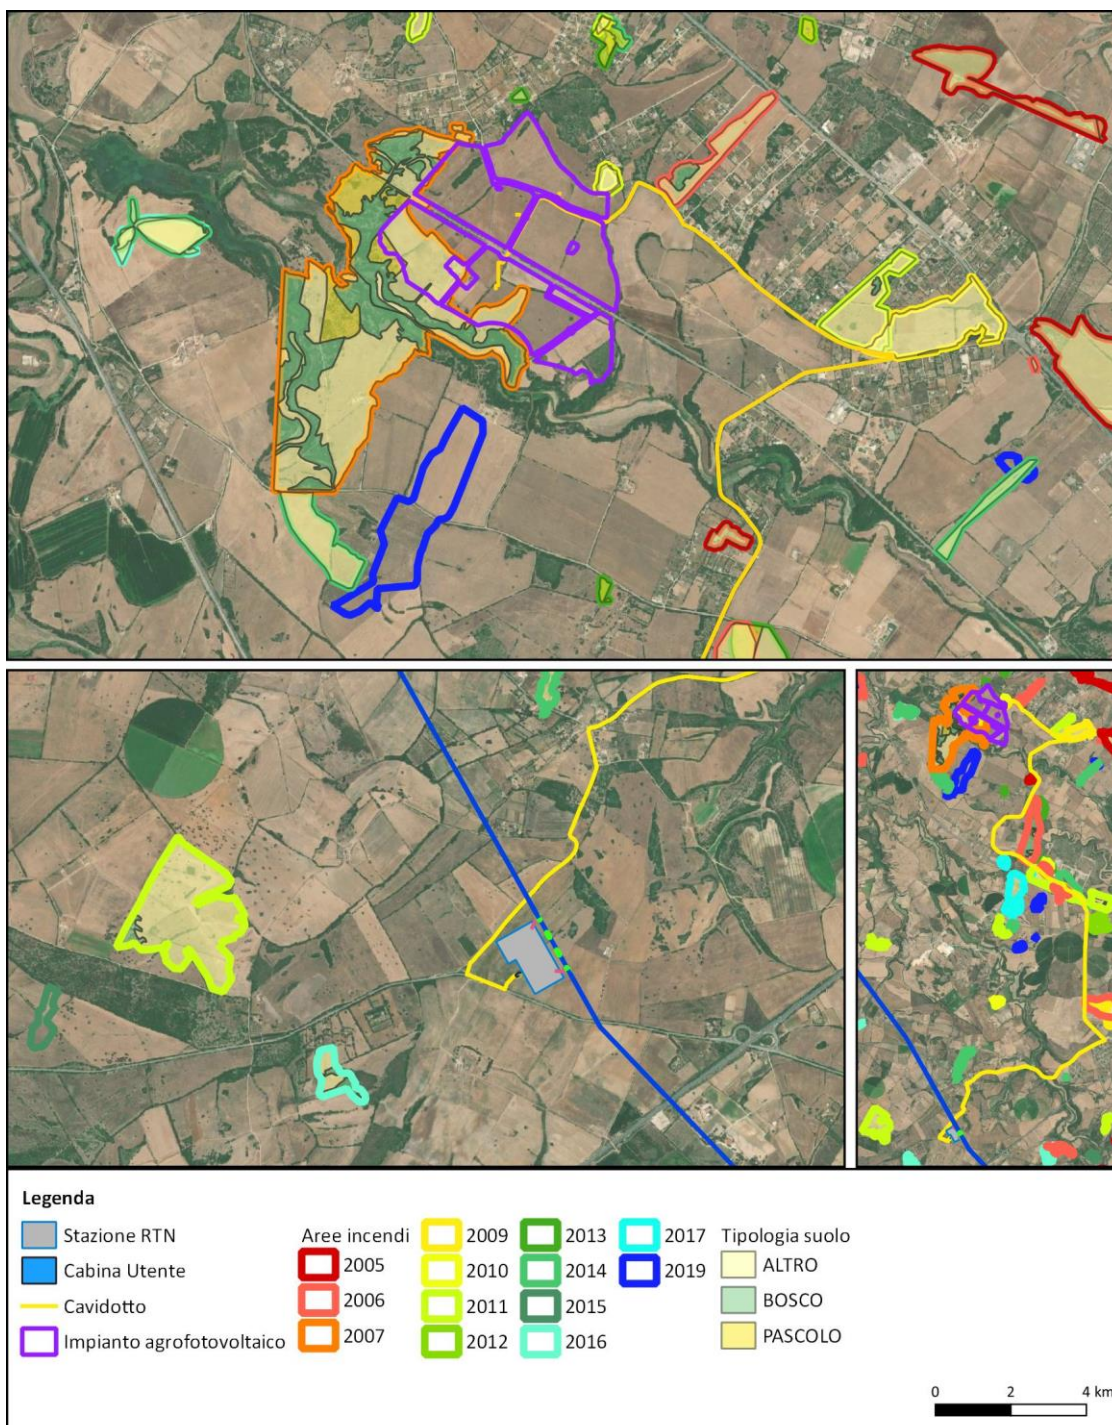 Legenda
Stazione RTN
Cabina Utente
Cavidotto
Impianto agrofotovoltaico
Aree incendi
2005
2006
2007
2009
2010
2011
2012
2013
2014
2015
2016
2017
2019
Tipologia suolo
ALTRO
BOSCO
PASCOLO
0 2 4 km